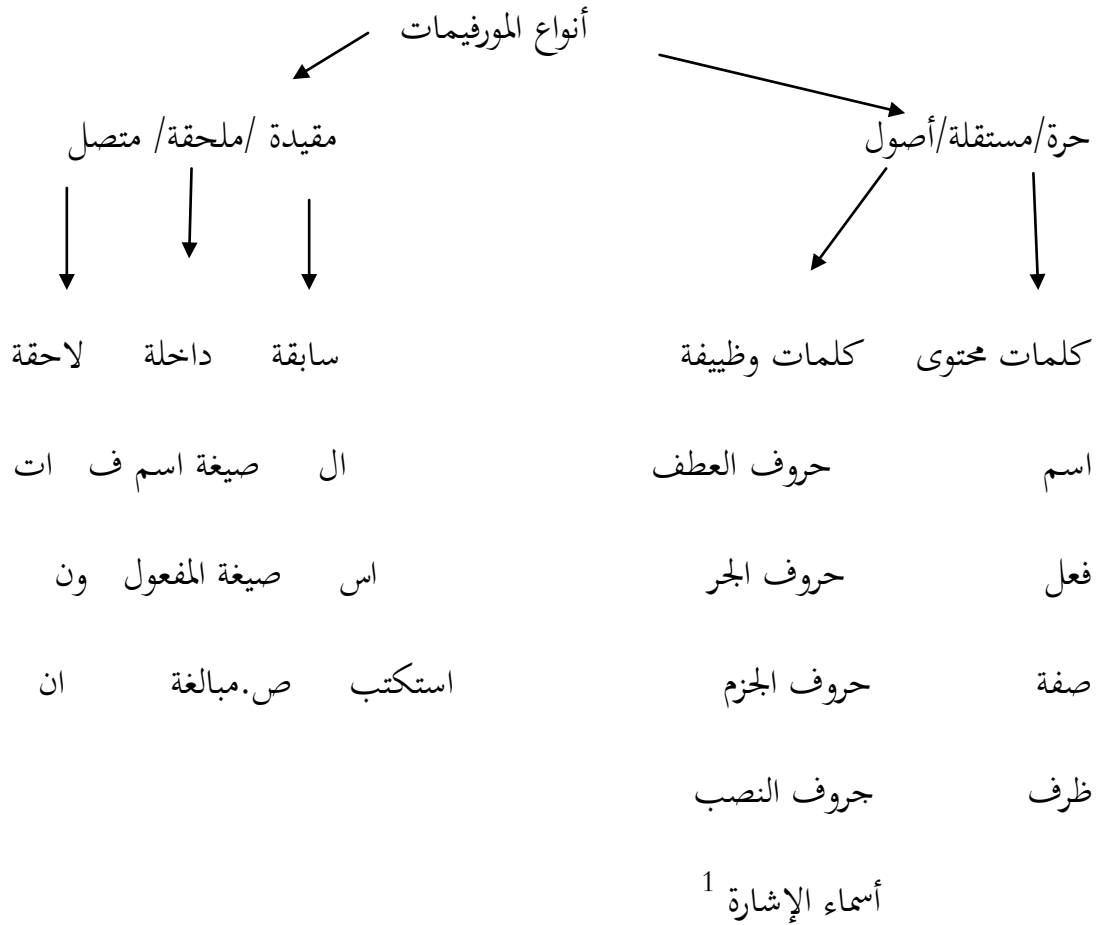 أنواع المورفيمات
حرة/مستقلة/أصول مقيدة /ملحقة/ متصل
كلمات محتوى كلمات وظييفة سابقة داخلة لاحقة
اسم حروف العطف ال صيغة اسم ف ات
فعل حروف الجر اس صيغة المفعول ون
صفة حروف الجزم استكتب ص.مبالغة ان
ظرف جروف النصب
أسماء الإشارة 1